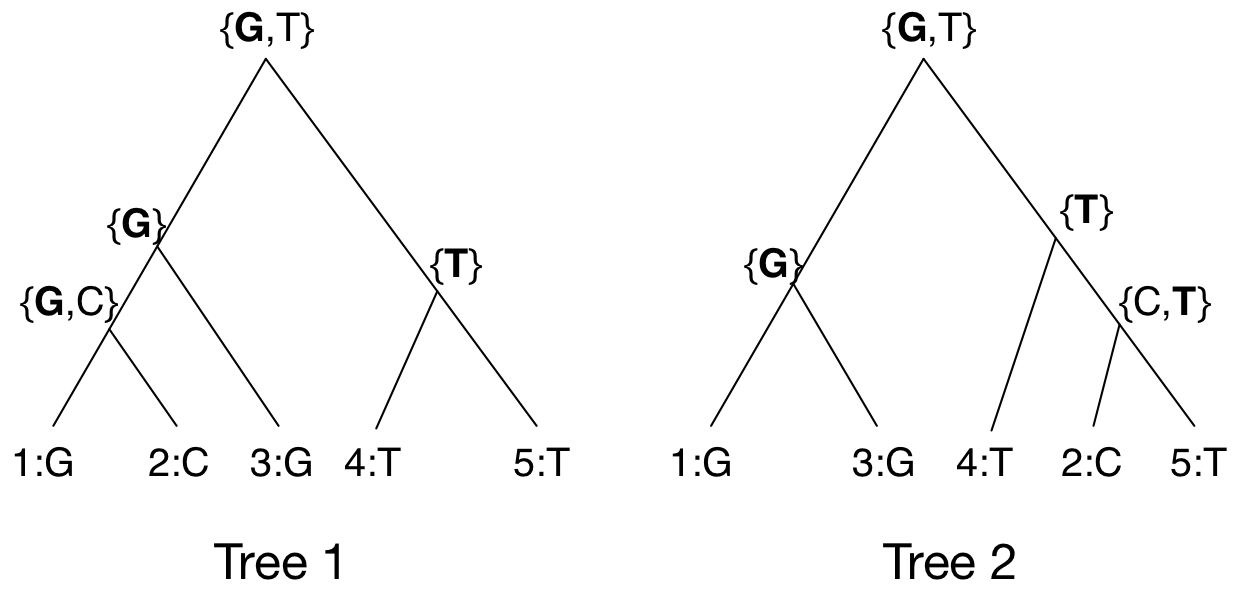 {G,T} {G,T}
{T}
{G}
{G} {T}
{G,C} {C,T}
1:G 2:C 3:G 4:T 5:T 1:G 3:G 4:T 2:C 5:T
Tree 1 Tree 2